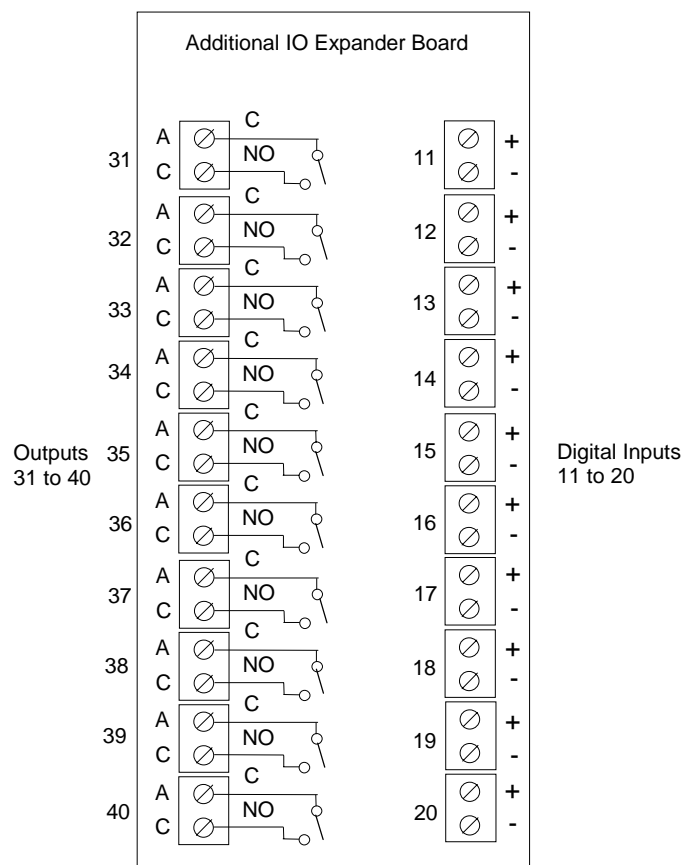 Additional IO Expander Board
C
A
NO
31
C
11
+
-
C
A
NO
32
C
12
+
-
C
A
NO
33
C
13
+
-
C
A
NO
34
C
14
+
-
C
A
NO
35
C
15
+
-
Outputs
31 to 40
Digital Inputs
11 to 20
C
A
NO
36
C
16
+
-
C
A
NO
37
C
17
+
-
C
A
NO
38
C
18
+
-
C
A
NO
39
C
19
+
-
C
A
NO
40
C
20
+
-